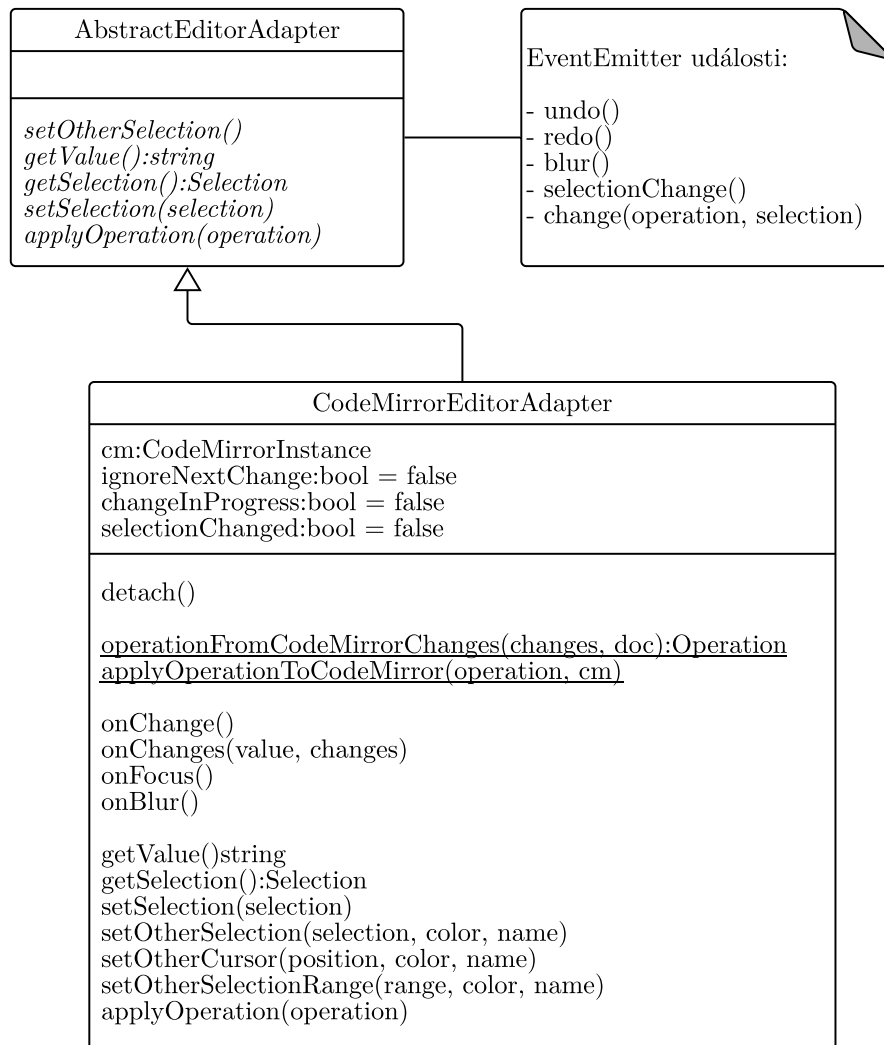 AbstractEditorAdapter
setOtherSelection()
getValue():string
getSelection():Selection
setSelection(selection)
applyOperation(operation)
EventEmitter události:
- undo()
- redo()
- blur()
- selectionChange()
- change(operation, selection)
CodeMirrorEditorAdapter
cm:CodeMirrorInstance
ignoreNextChange:bool = false
changeInProgress:bool = false
selectionChanged:bool = false
detach()
operationFromCodeMirrorChanges(changes, doc):Operation
applyOperationToCodeMirror(operation, cm)
onChange()
onChanges(value, changes)
onFocus()
onBlur()
getValue()string
getSelection():Selection
setSelection(selection)
setOtherSelection(selection, color, name)
setOtherCursor(position, color, name)
setOtherSelectionRange(range, color, name)
applyOperation(operation)